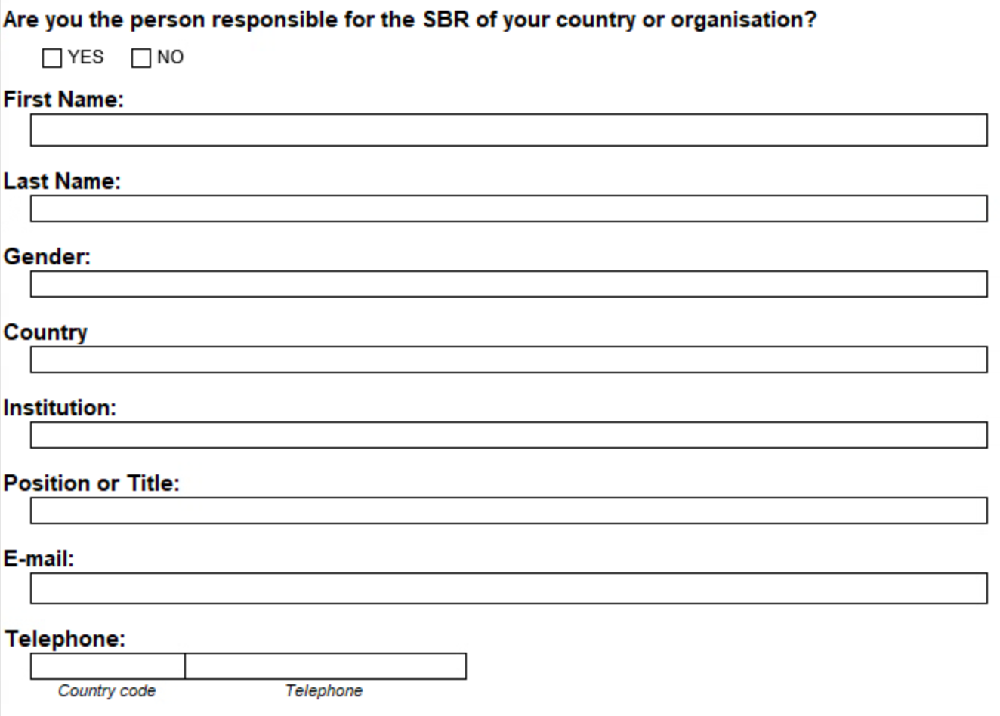 Are you the person responsible for the SBR of your country or organisation?
YES NO
First Name:
Last Name:
Gender:
Country
Institution:
Position or Title:
E-mail:
Telephone:
Country code Telephone